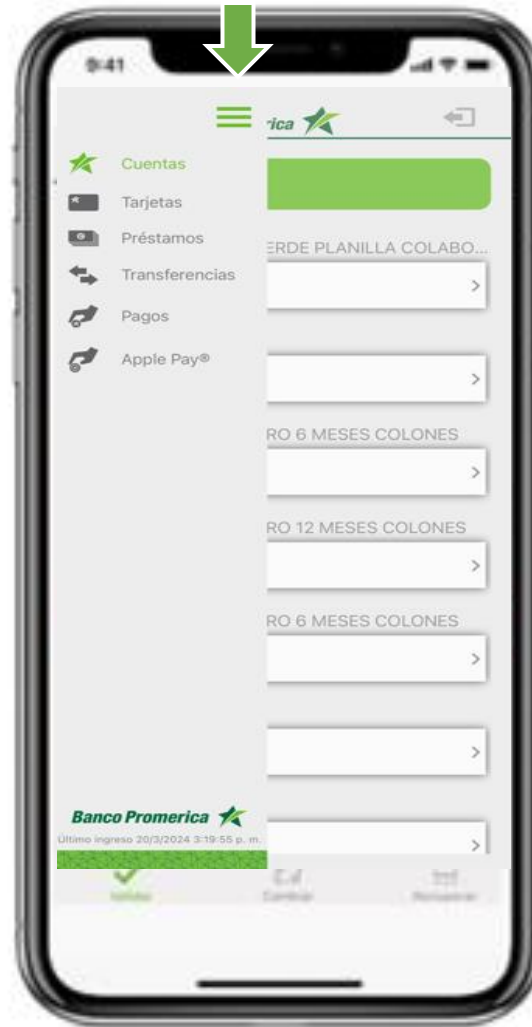 9:41
rica
Cuentas
Tarjetas
Préstamos
Transferencias
Pagos
Apple Pay®
ERDE PLANILLA COLABO...
RO 6 MESES COLONES
RO 12 MESES COLONES
RO 6 MESES COLONES
Banco Promerica
Último ingreso 20/3/2024 3:19:55 p. m.